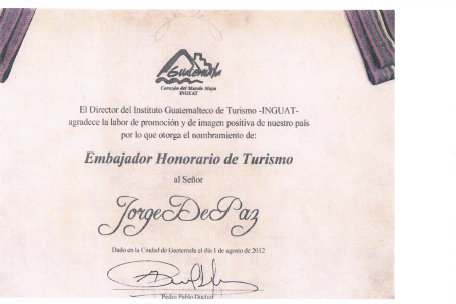 Guatemala
Corazón del Mundo Maya
INGUAT
El Director del Instituto Guatemalteco de Turismo -INGUAT-
agradece la labor de promoción y de imagen positiva de nuestro país
por lo que otorga el nombramiento de:
Embajador Honorario de Turismo
al Señor
Jorge De Paz
Dado en la Ciudad de Guatemala el día 1 de agosto de 2012
Pedro Pablo